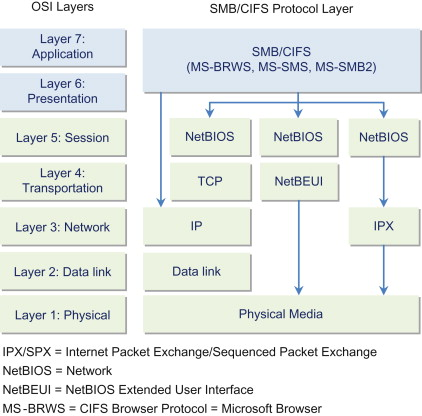 OSI Layers
SMB/CIFS Protocol Layer
Layer 7:
Application
Layer 6:
Presentation
SMB/CIFS
(MS-BRWS, MS-SMS, MS-SMB2)
Layer 5: Session
NetBIOS
NetBIOS
NetBIOS
Layer 4:
Transportation
TCP
NetBEUI
Layer 3: Network
IP
IPX
Layer 2: Data link
Data link
Layer 1: Physical
Physical Media
IPX/SPX = Internet Packet Exchange/Sequenced Packet Exchange
NetBIOS = Network
NetBEUI = NetBIOS Extended User Interface
MS-BRWS = CIFS Browser Protocol = Microsoft Browser